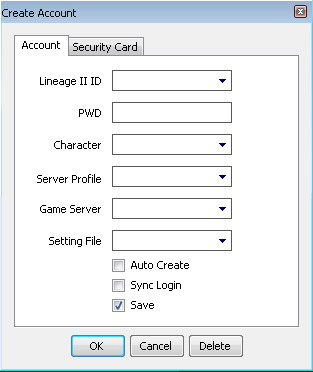 Create Account
Account Security Card
Lineage II ID
PWD
Character
Server Profile
Game Server
Setting File
Auto Create
Sync Login
Save
OK Cancel Delete